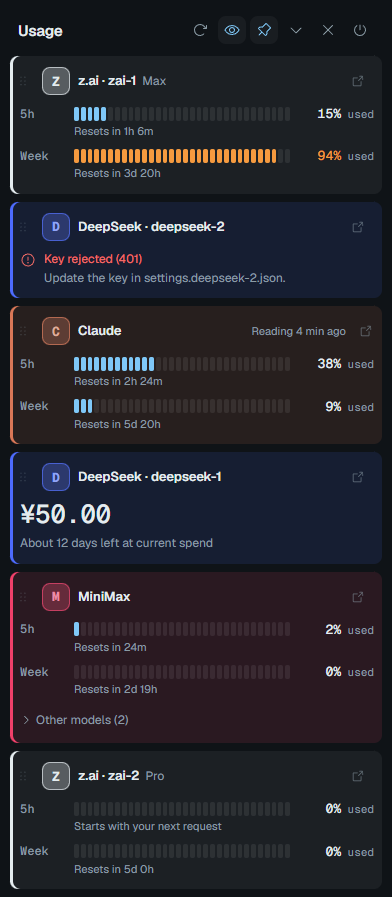 Usage
Z z.ai · zai-1 Max
5h 15% used
Resets in 1h 6m
Week 94% used
Resets in 3d 20h
D DeepSeek · deepseek-2
Key rejected (401)
Update the key in settings.deepseek-2.json.
C Claude Reading 4 min ago
5h 38% used
Resets in 2h 24m
Week 9% used
Resets in 5d 20h
D DeepSeek · deepseek-1
¥50.00
About 12 days left at current spend
M MiniMax
5h 2% used
Resets in 24m
Week 0% used
Resets in 2d 19h
Other models (2)
Z z.ai · zai-2 Pro
5h 0% used
Starts with your next request
Week 0% used
Resets in 5d 0h